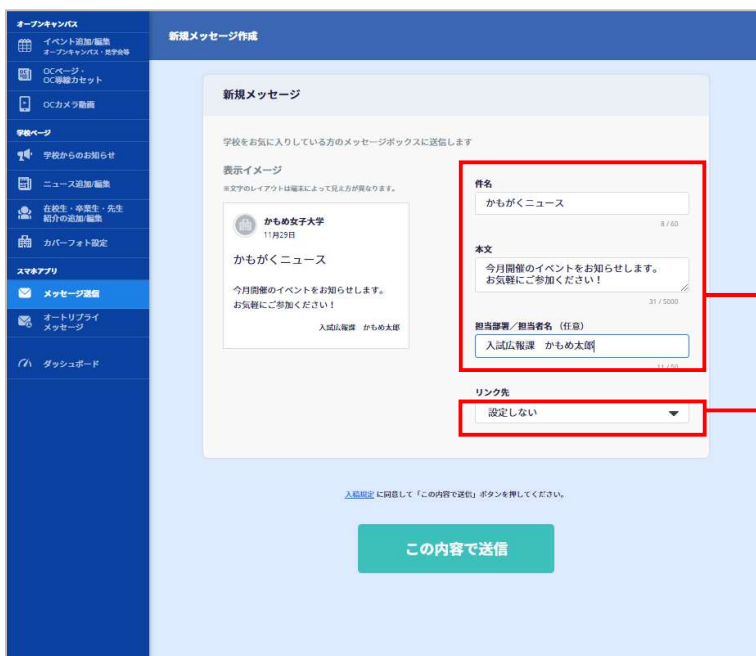 オープンキャンパス
イベント追加/編集
オープンキャンパス・見学会等
OCページ・
OC専線カセット
OCカメラ動画
学校ページ
学校からのお知らせ
ニュース追加/編集
在校生・卒業生・先生
紹介の追加/編集
カバーフォト設定
スマホアプリ
メッセージ送信
オートリプライ
メッセージ
ダッシュボード
新規メッセージ作成
新規メッセージ
学校をお気に入りしている方のメッセージボックスに送信します
表示イメージ
※文字のレイアウトは端末によって見え方が異なります。
かもめ女子大学
11月29日
かもがくニュース
今月開催のイベントをお知らせします。
お気軽にご参加ください！
入試広報課 かもめ太郎
件名
かもがくニュース
8 / 60
本文
今月開催のイベントをお知らせします。
お気軽にご参加ください！
31 / 5000
担当部署／担当者名 （任意）
入試広報課 かもめ太郎
11 / 50
リンク先
設定しない
入稿規定 に同意して「この内容で送信」ボタンを押してください。
この内容で送信